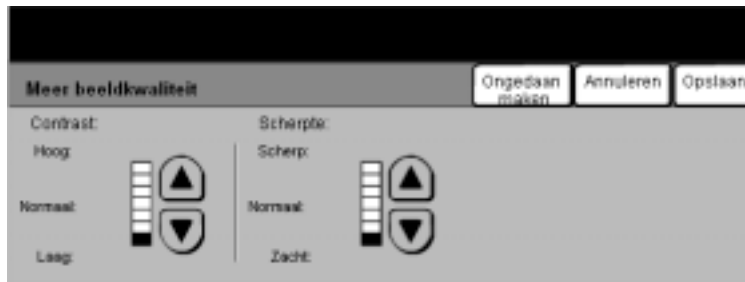 Meer beeldkwaliteit
Ongedaan
maken
Annuleren
Opslaan
Contrast:
Scherpte:
Hoog:
Scherp:
Normaal:
Normaal:
Laag:
Zacht: